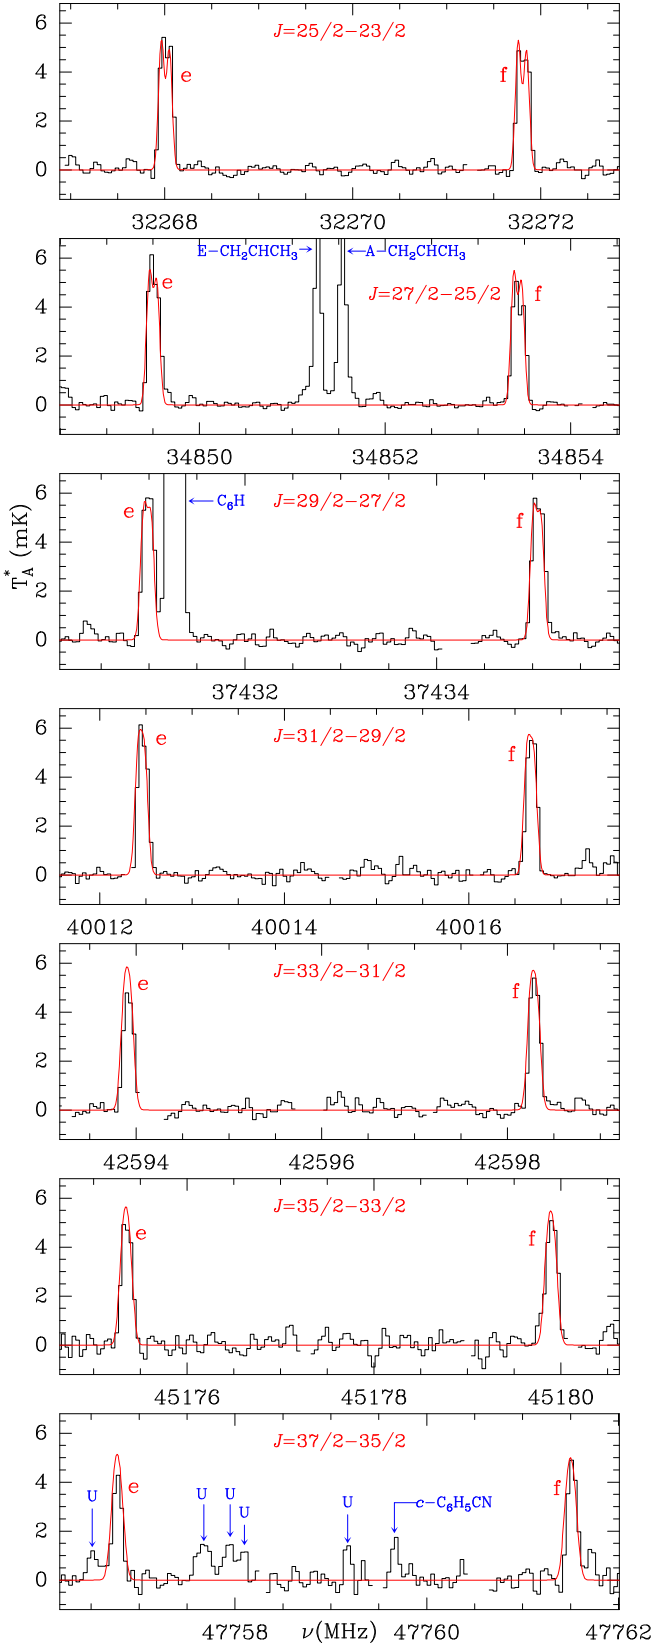 J=25/2−23/2
6
4
2
0
e
f
32268
32270
32272
E−CH₂CHCH₃
A−CH₂CHCH₃
J=27/2−25/2
6
4
2
0
e
f
34850
34852
34854
C₆H
J=29/2−27/2
6
4
2
0
e
f
37432
37434
T*A (mK)
J=31/2−29/2
6
4
2
0
e
f
40012
40014
40016
J=33/2−31/2
6
4
2
0
e
f
42594
42596
42598
J=35/2−33/2
6
4
2
0
e
f
45176
45178
45180
J=37/2−35/2
6
4
2
0
U
e
U
U
U
U
c−C₆H₅CN
f
47758
ν(MHz)
47760
47762